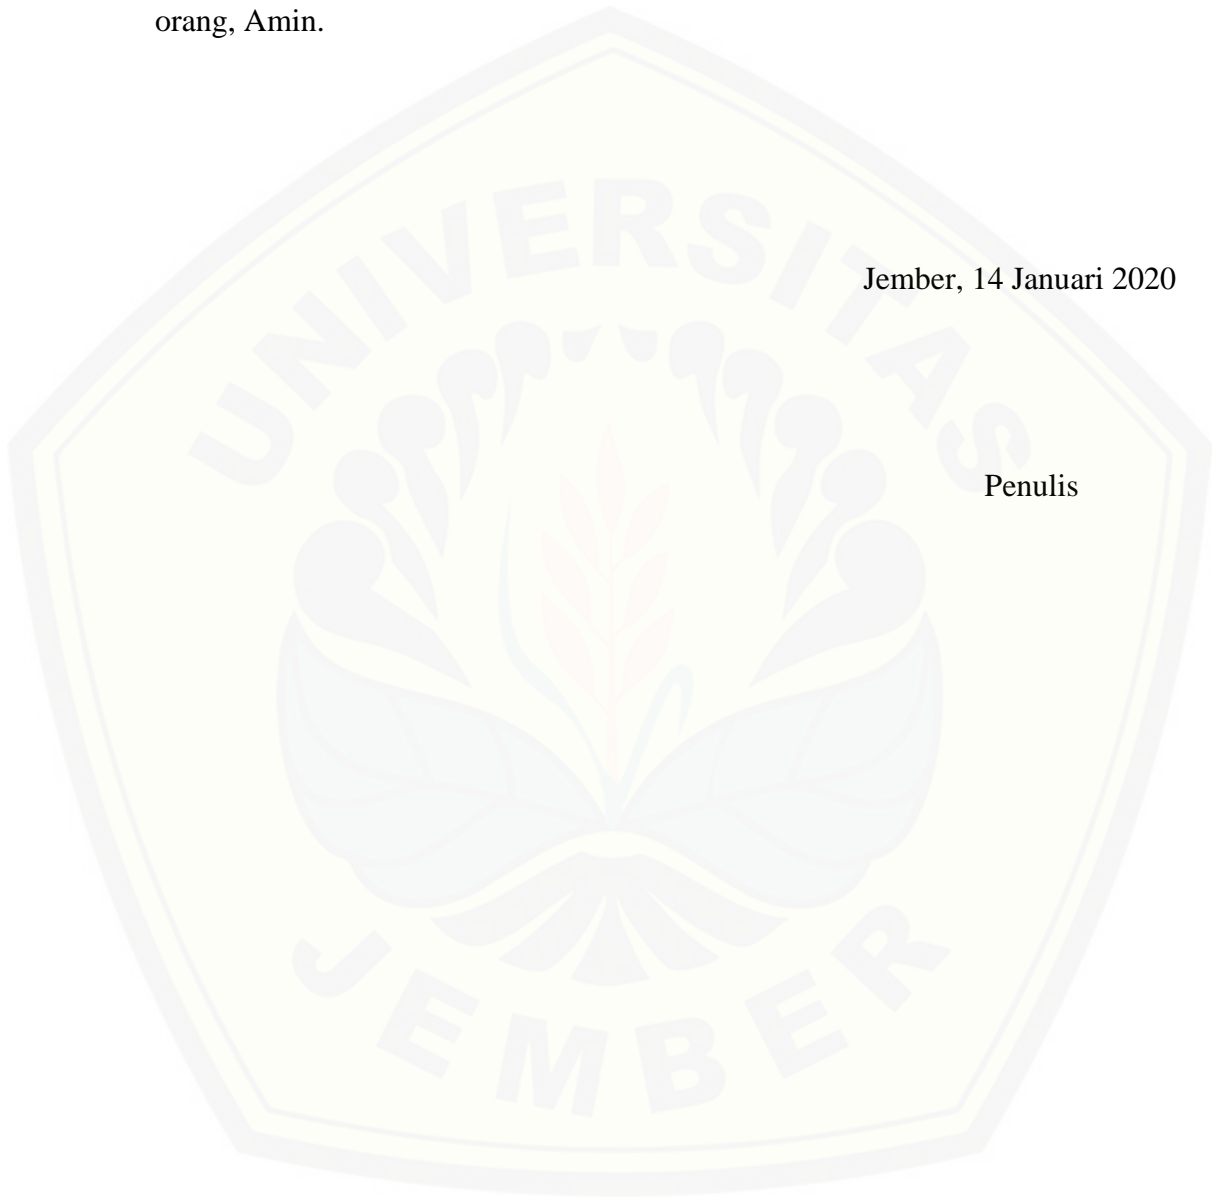 orang, Amin.
UNIVERSITAS
Jember, 14 Januari 2020
Penulis
JEMBER